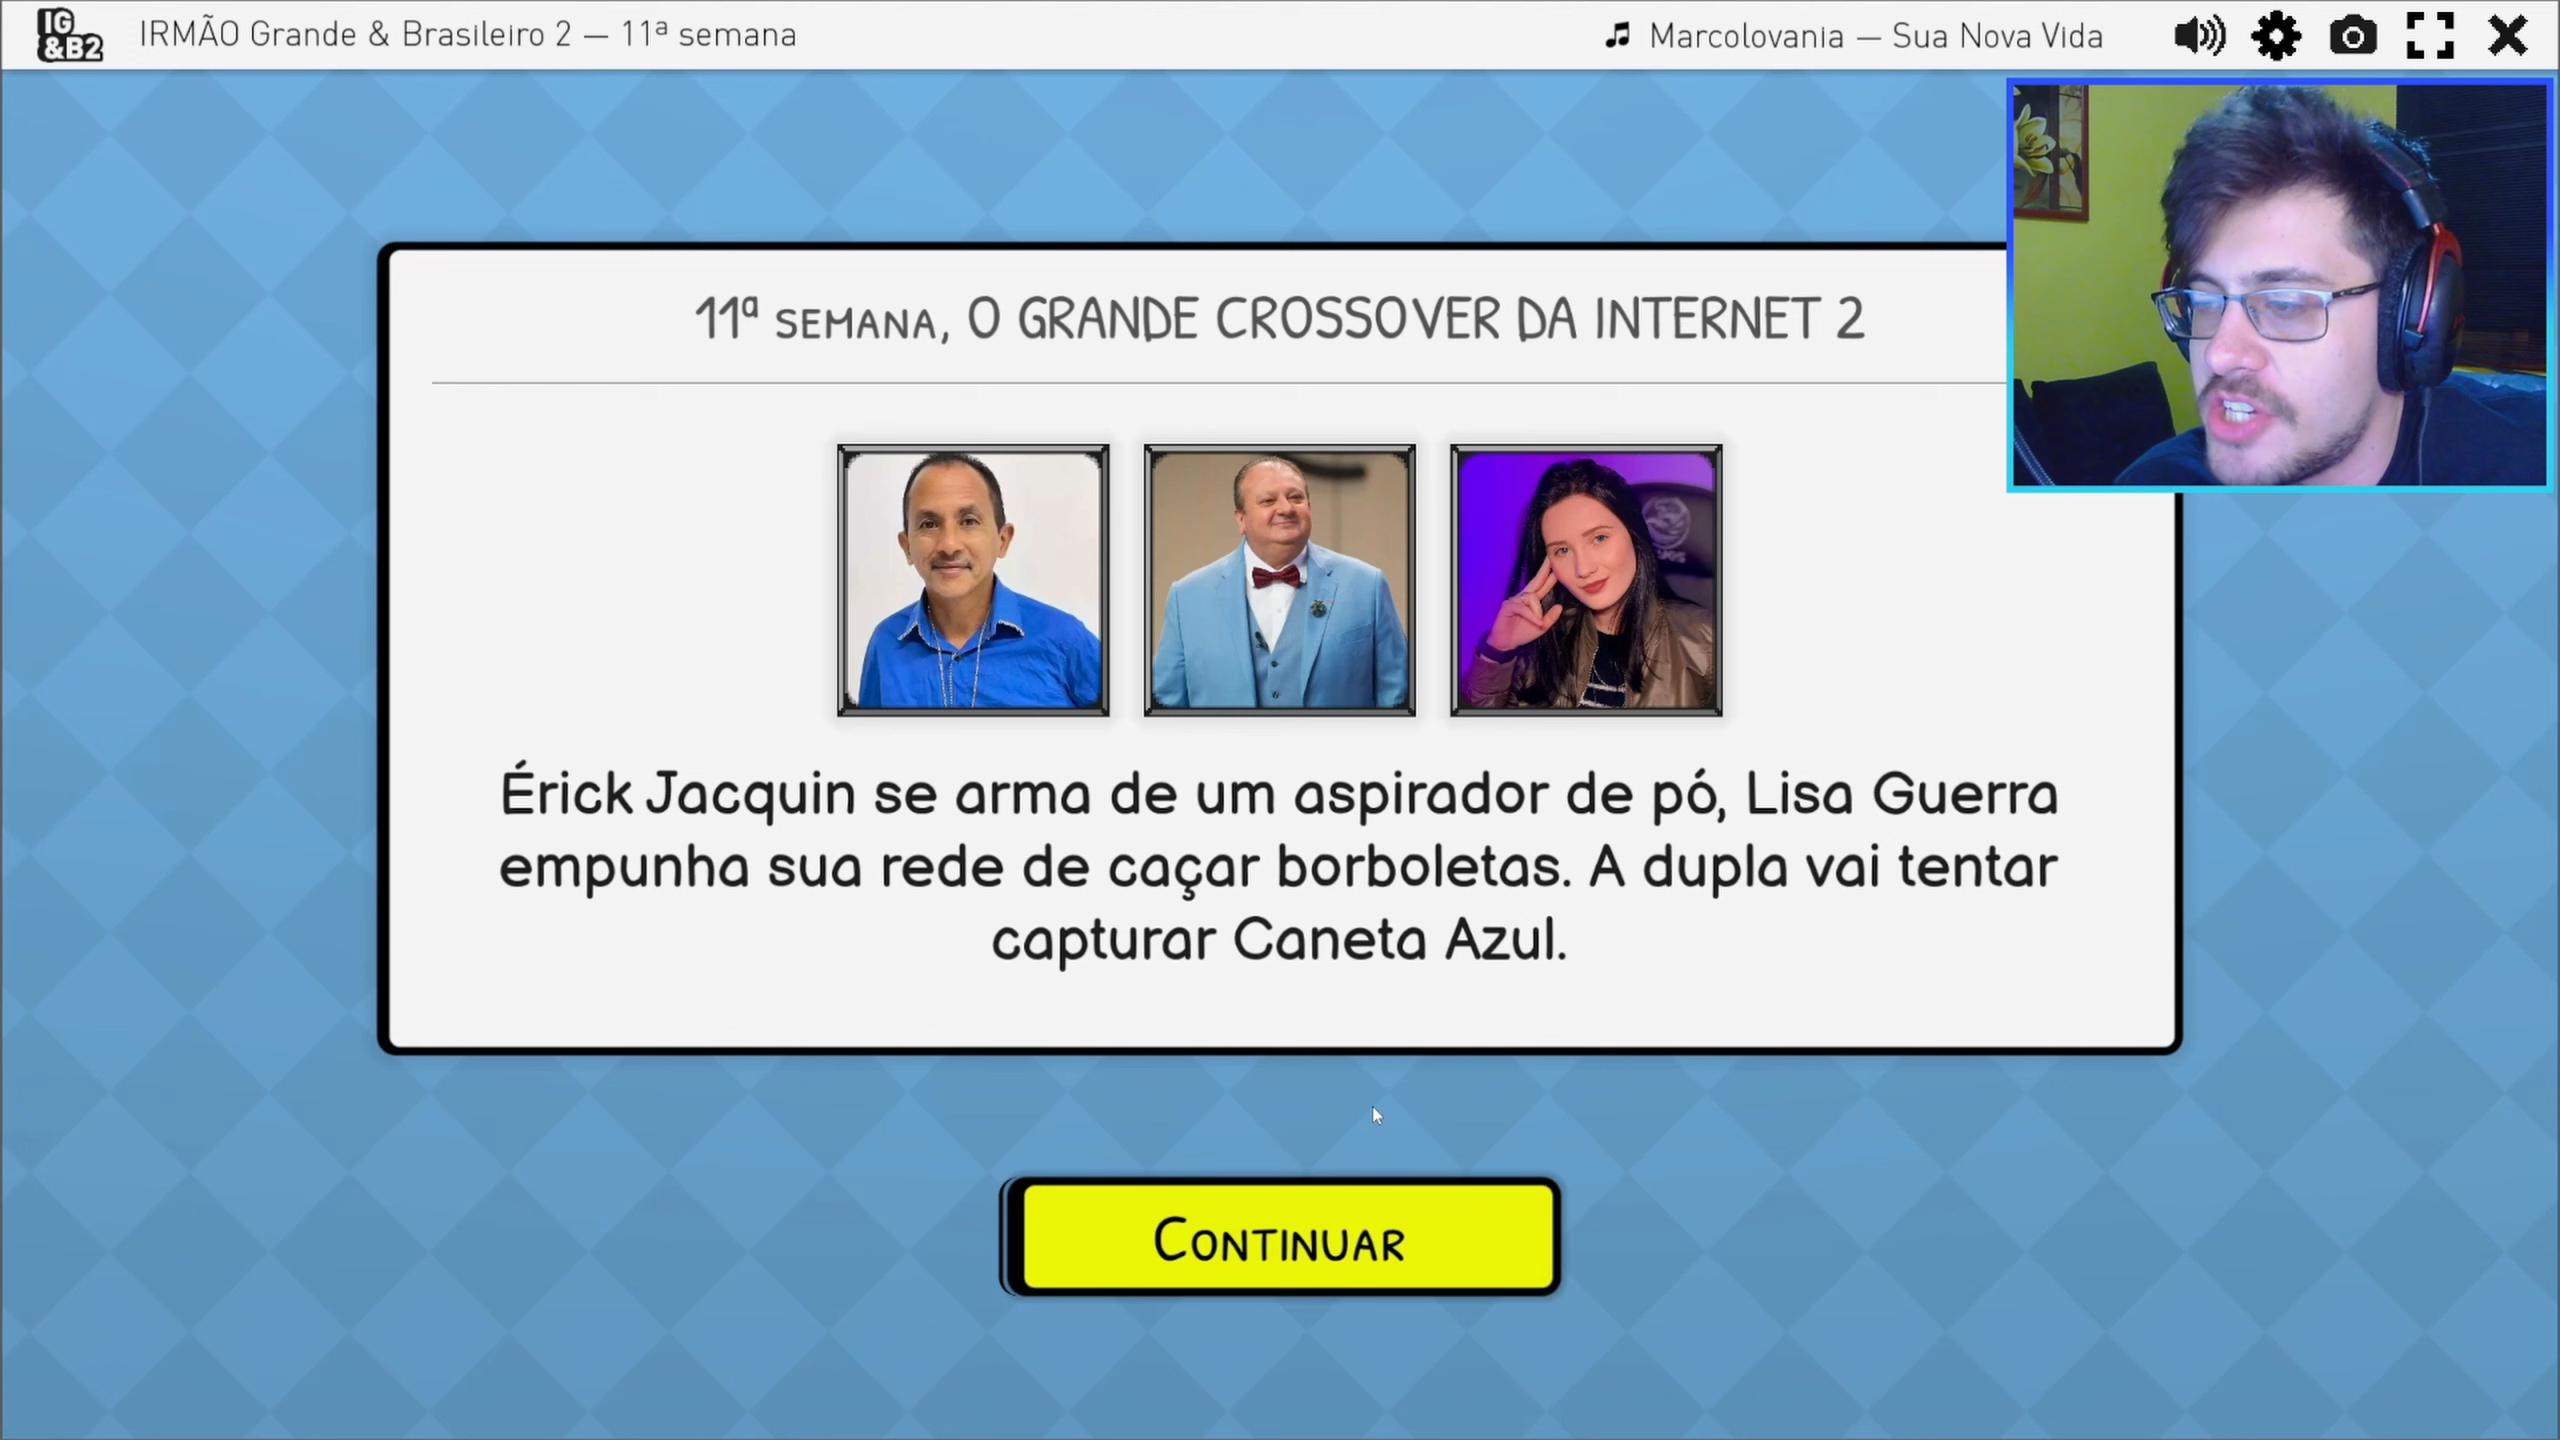 IG
&B2
IRMÃO Grande & Brasileiro 2 — 11ª semana
Marcolovania — Sua Nova Vida
11ª SEMANA, O GRANDE CROSSOVER DA INTERNET 2
Érick Jacquin se arma de um aspirador de pó, Lisa Guerra
empunha sua rede de caçar borboletas. A dupla vai tentar
capturar Caneta Azul.
CONTINUAR